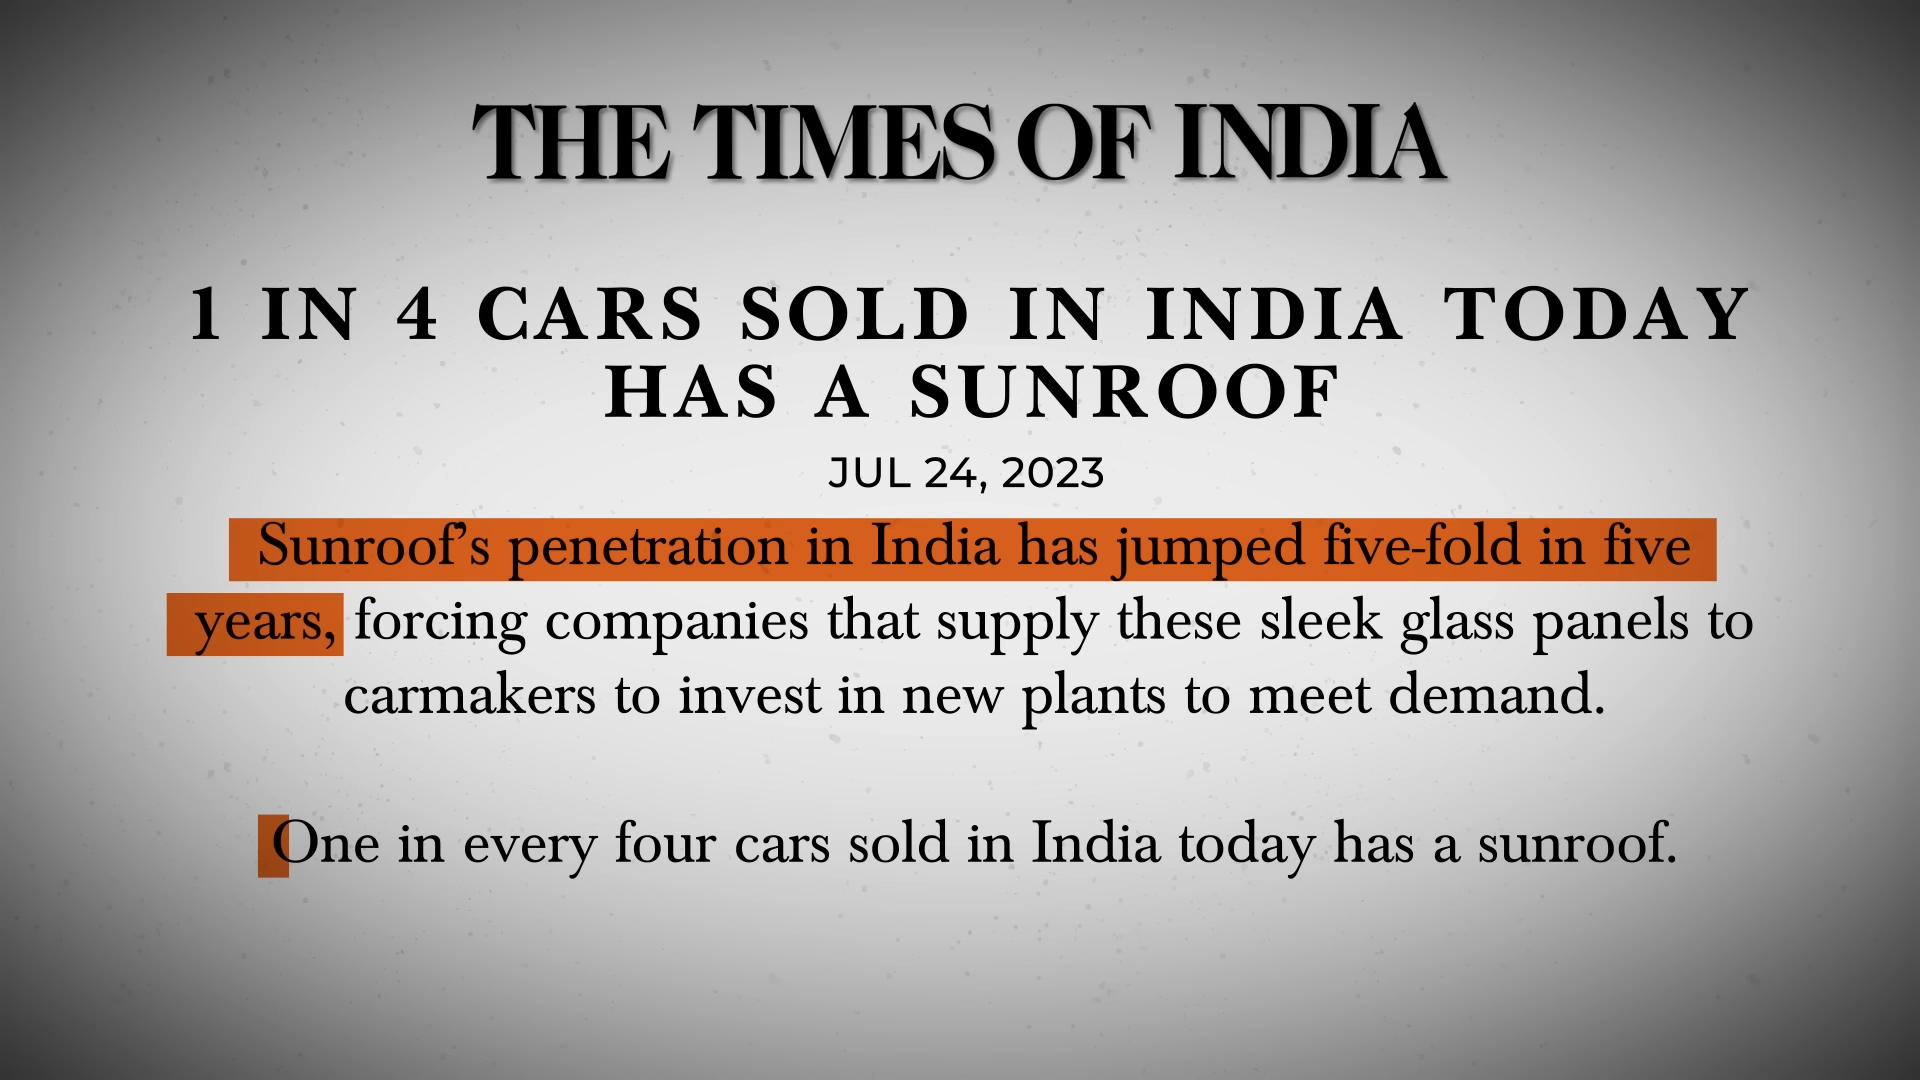 THE TIMES OF INDIA
1 IN 4 CARS SOLD IN INDIA TODAY
HAS A SUNROOF
JUL 24, 2023
Sunroof’s penetration in India has jumped five-fold in five
years, forcing companies that supply these sleek glass panels to
carmakers to invest in new plants to meet demand.
One in every four cars sold in India today has a sunroof.